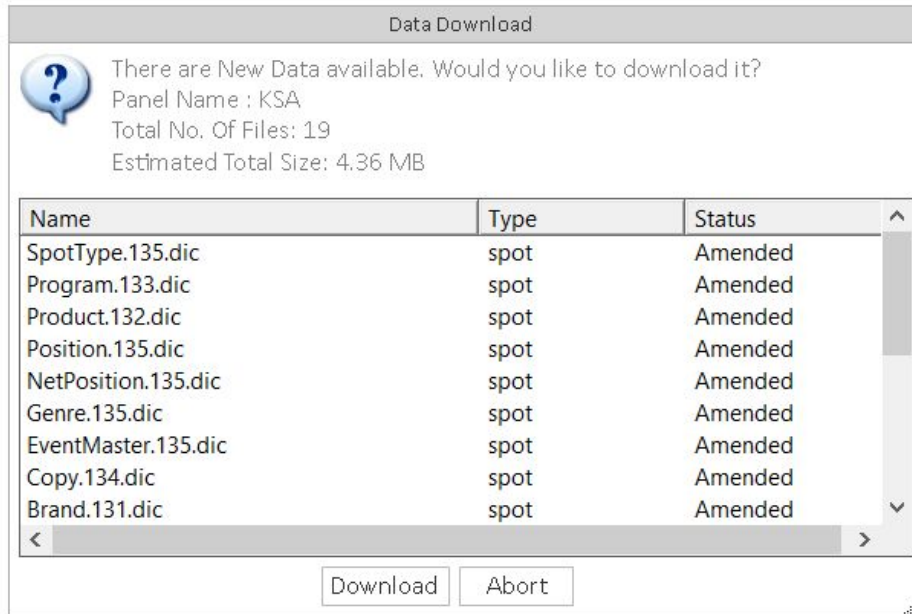 Data Download
There are New Data available. Would you like to download it?
Panel Name : KSA
Total No. Of Files: 19
Estimated Total Size: 4.36 MB
Name Type Status
SpotType.135.dic spot Amended
Program.133.dic spot Amended
Product.132.dic spot Amended
Position.135.dic spot Amended
NetPosition.135.dic spot Amended
Genre.135.dic spot Amended
EventMaster.135.dic spot Amended
Copy.134.dic spot Amended
Brand.131.dic spot Amended
Download Abort